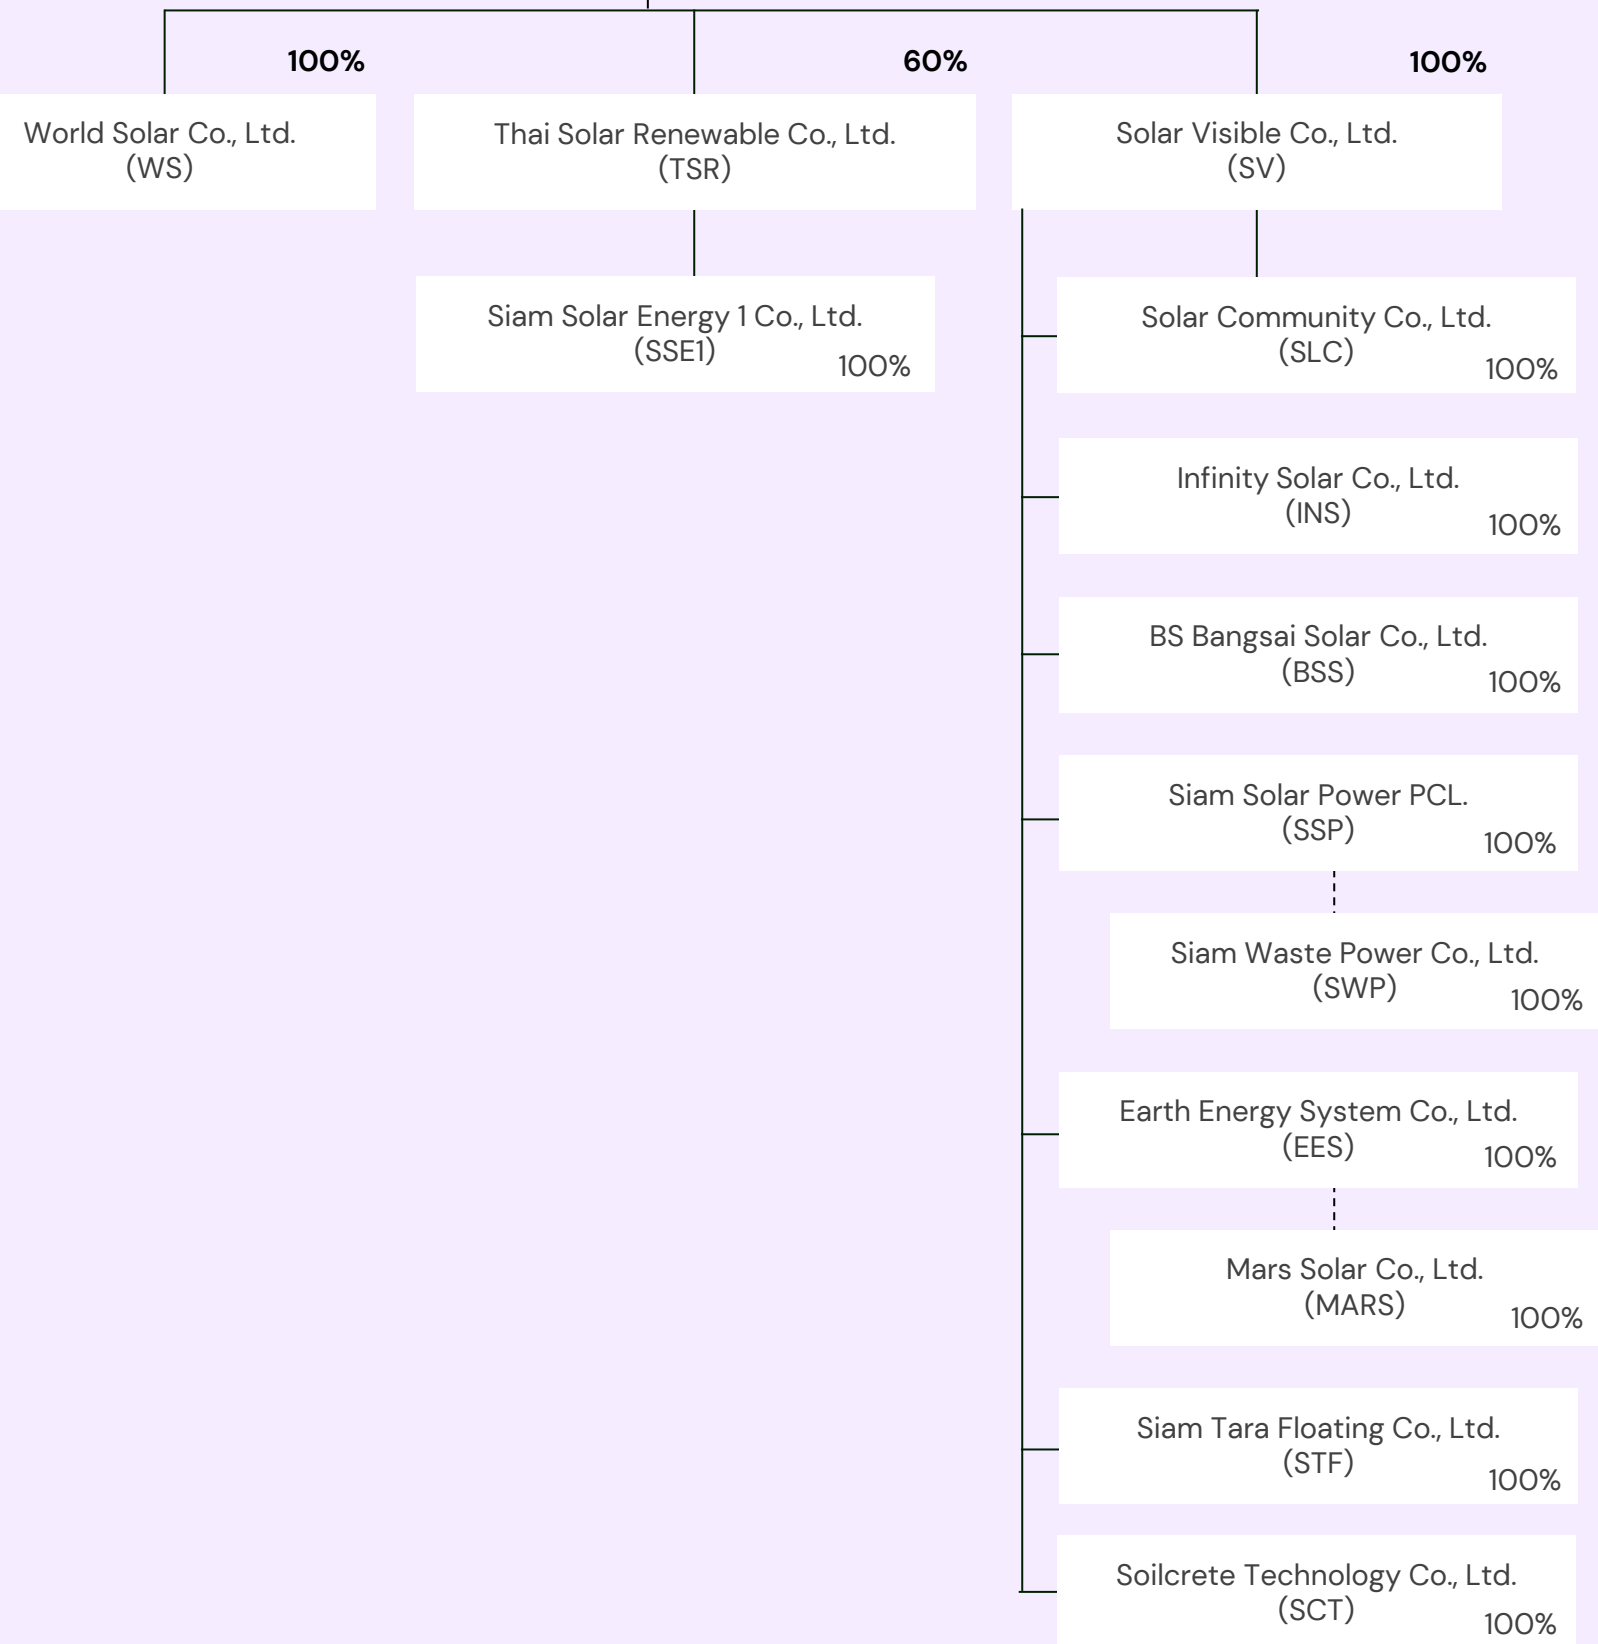 100%
60%
100%
World Solar Co., Ltd.
(WS)
Thai Solar Renewable Co., Ltd.
(TSR)
Solar Visible Co., Ltd.
(SV)
Siam Solar Energy 1 Co., Ltd.
(SSE1)
100%
Solar Community Co., Ltd.
(SLC)
100%
Infinity Solar Co., Ltd.
(INS)
100%
BS Bangsai Solar Co., Ltd.
(BSS)
100%
Siam Solar Power PCL.
(SSP)
100%
Siam Waste Power Co., Ltd.
(SWP)
100%
Earth Energy System Co., Ltd.
(EES)
100%
Mars Solar Co., Ltd.
(MARS)
100%
Siam Tara Floating Co., Ltd.
(STF)
100%
Soilcrete Technology Co., Ltd.
(SCT)
100%